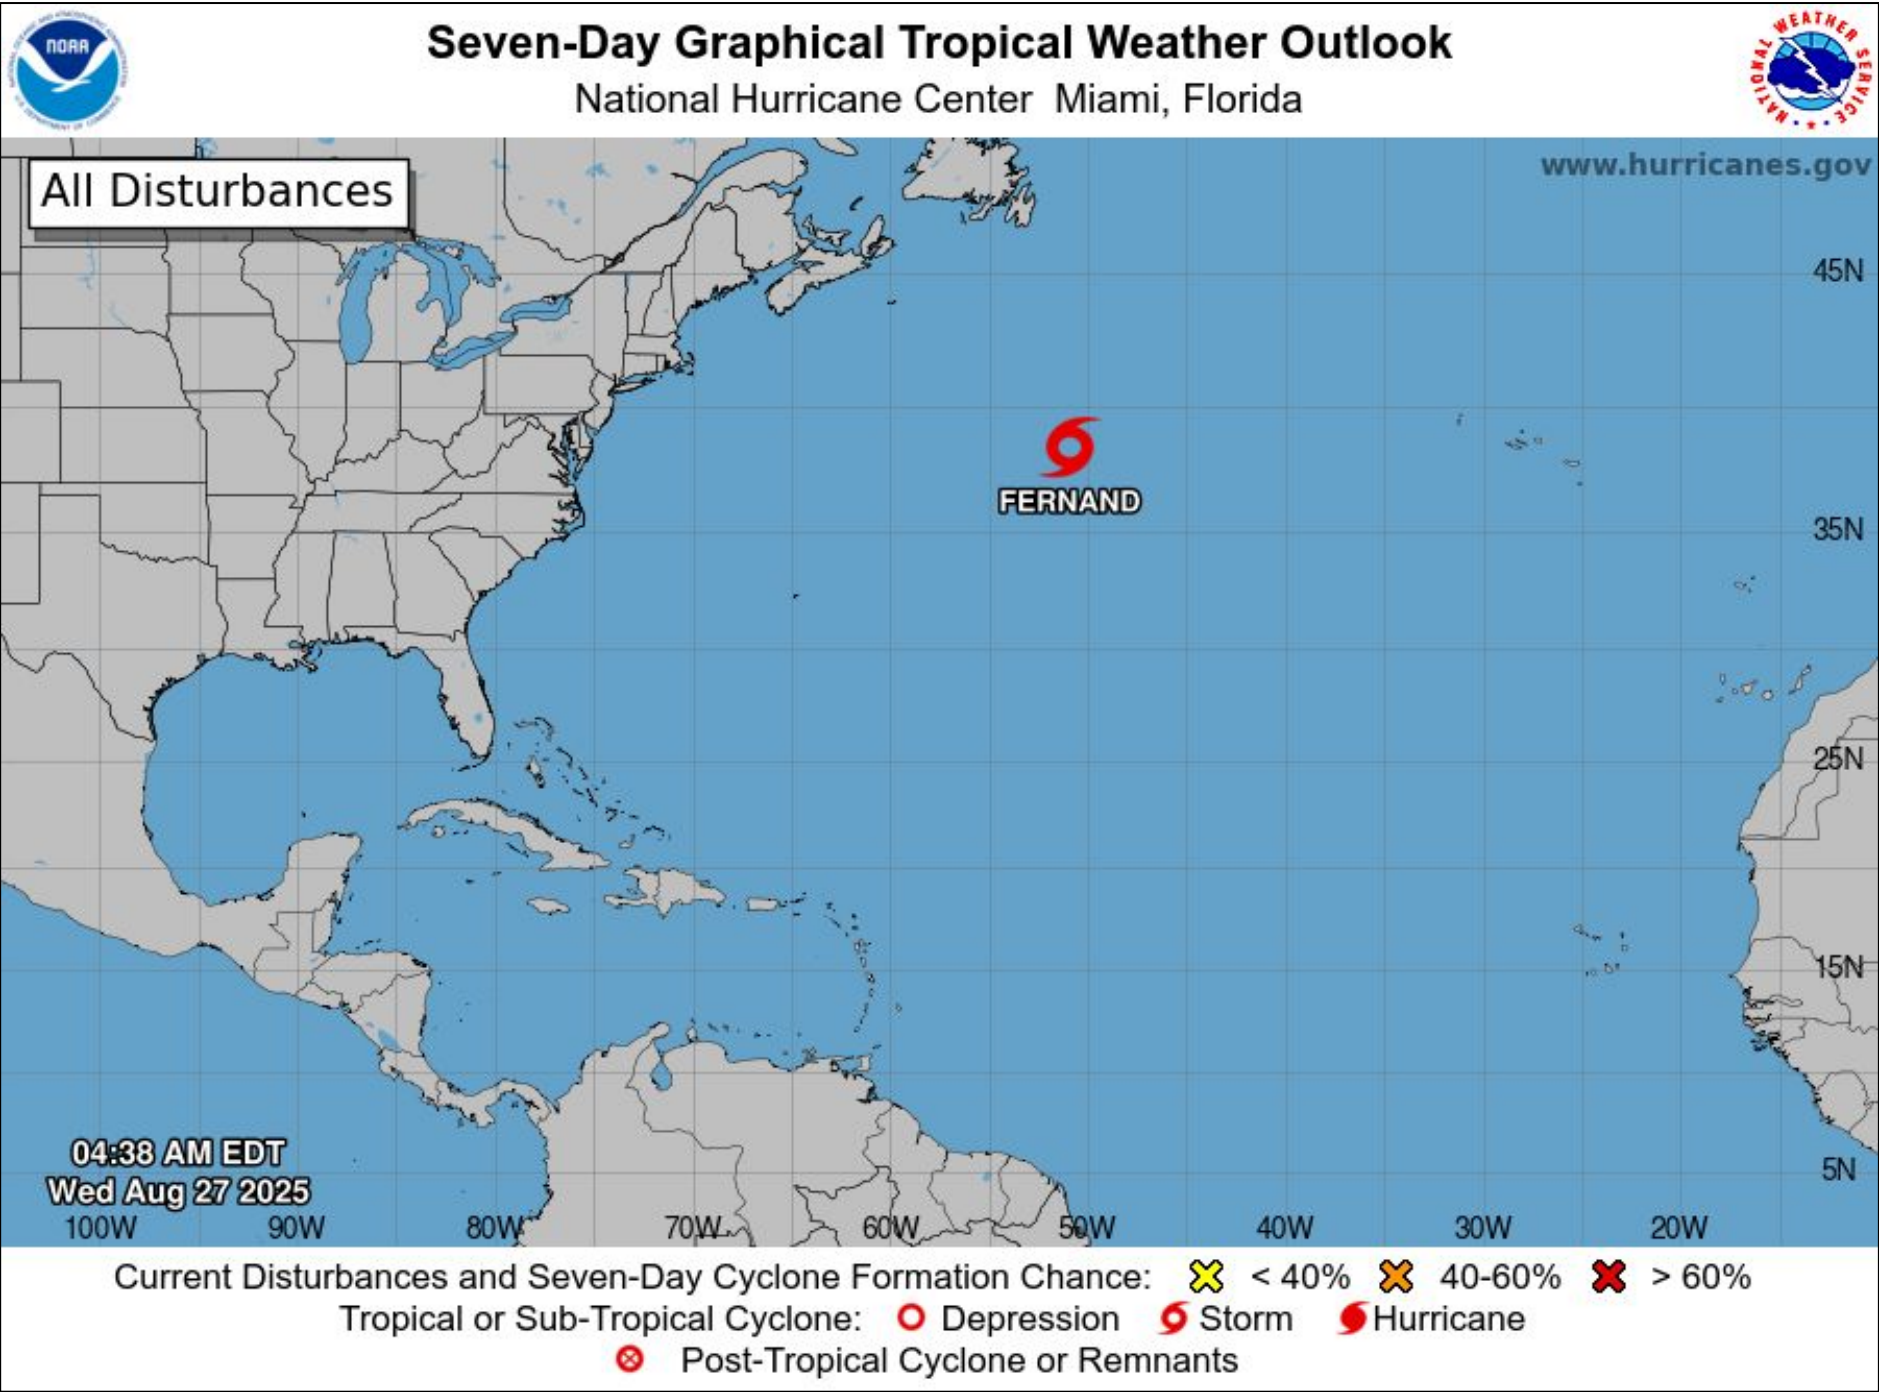 NOAA
Seven-Day Graphical Tropical Weather Outlook
National Hurricane Center Miami, Florida
NATIONAL WEATHER SERVICE
All Disturbances
www.hurricanes.gov
45N
FERNAND
35N
25N
15N
04:38 AM EDT
Wed Aug 27 2025
5N
100W 90W 80W 70W 60W 50W 40W 30W 20W
Current Disturbances and Seven-Day Cyclone Formation Chance: < 40% 40-60% > 60%
Tropical or Sub-Tropical Cyclone: Depression Storm Hurricane
Post-Tropical Cyclone or Remnants